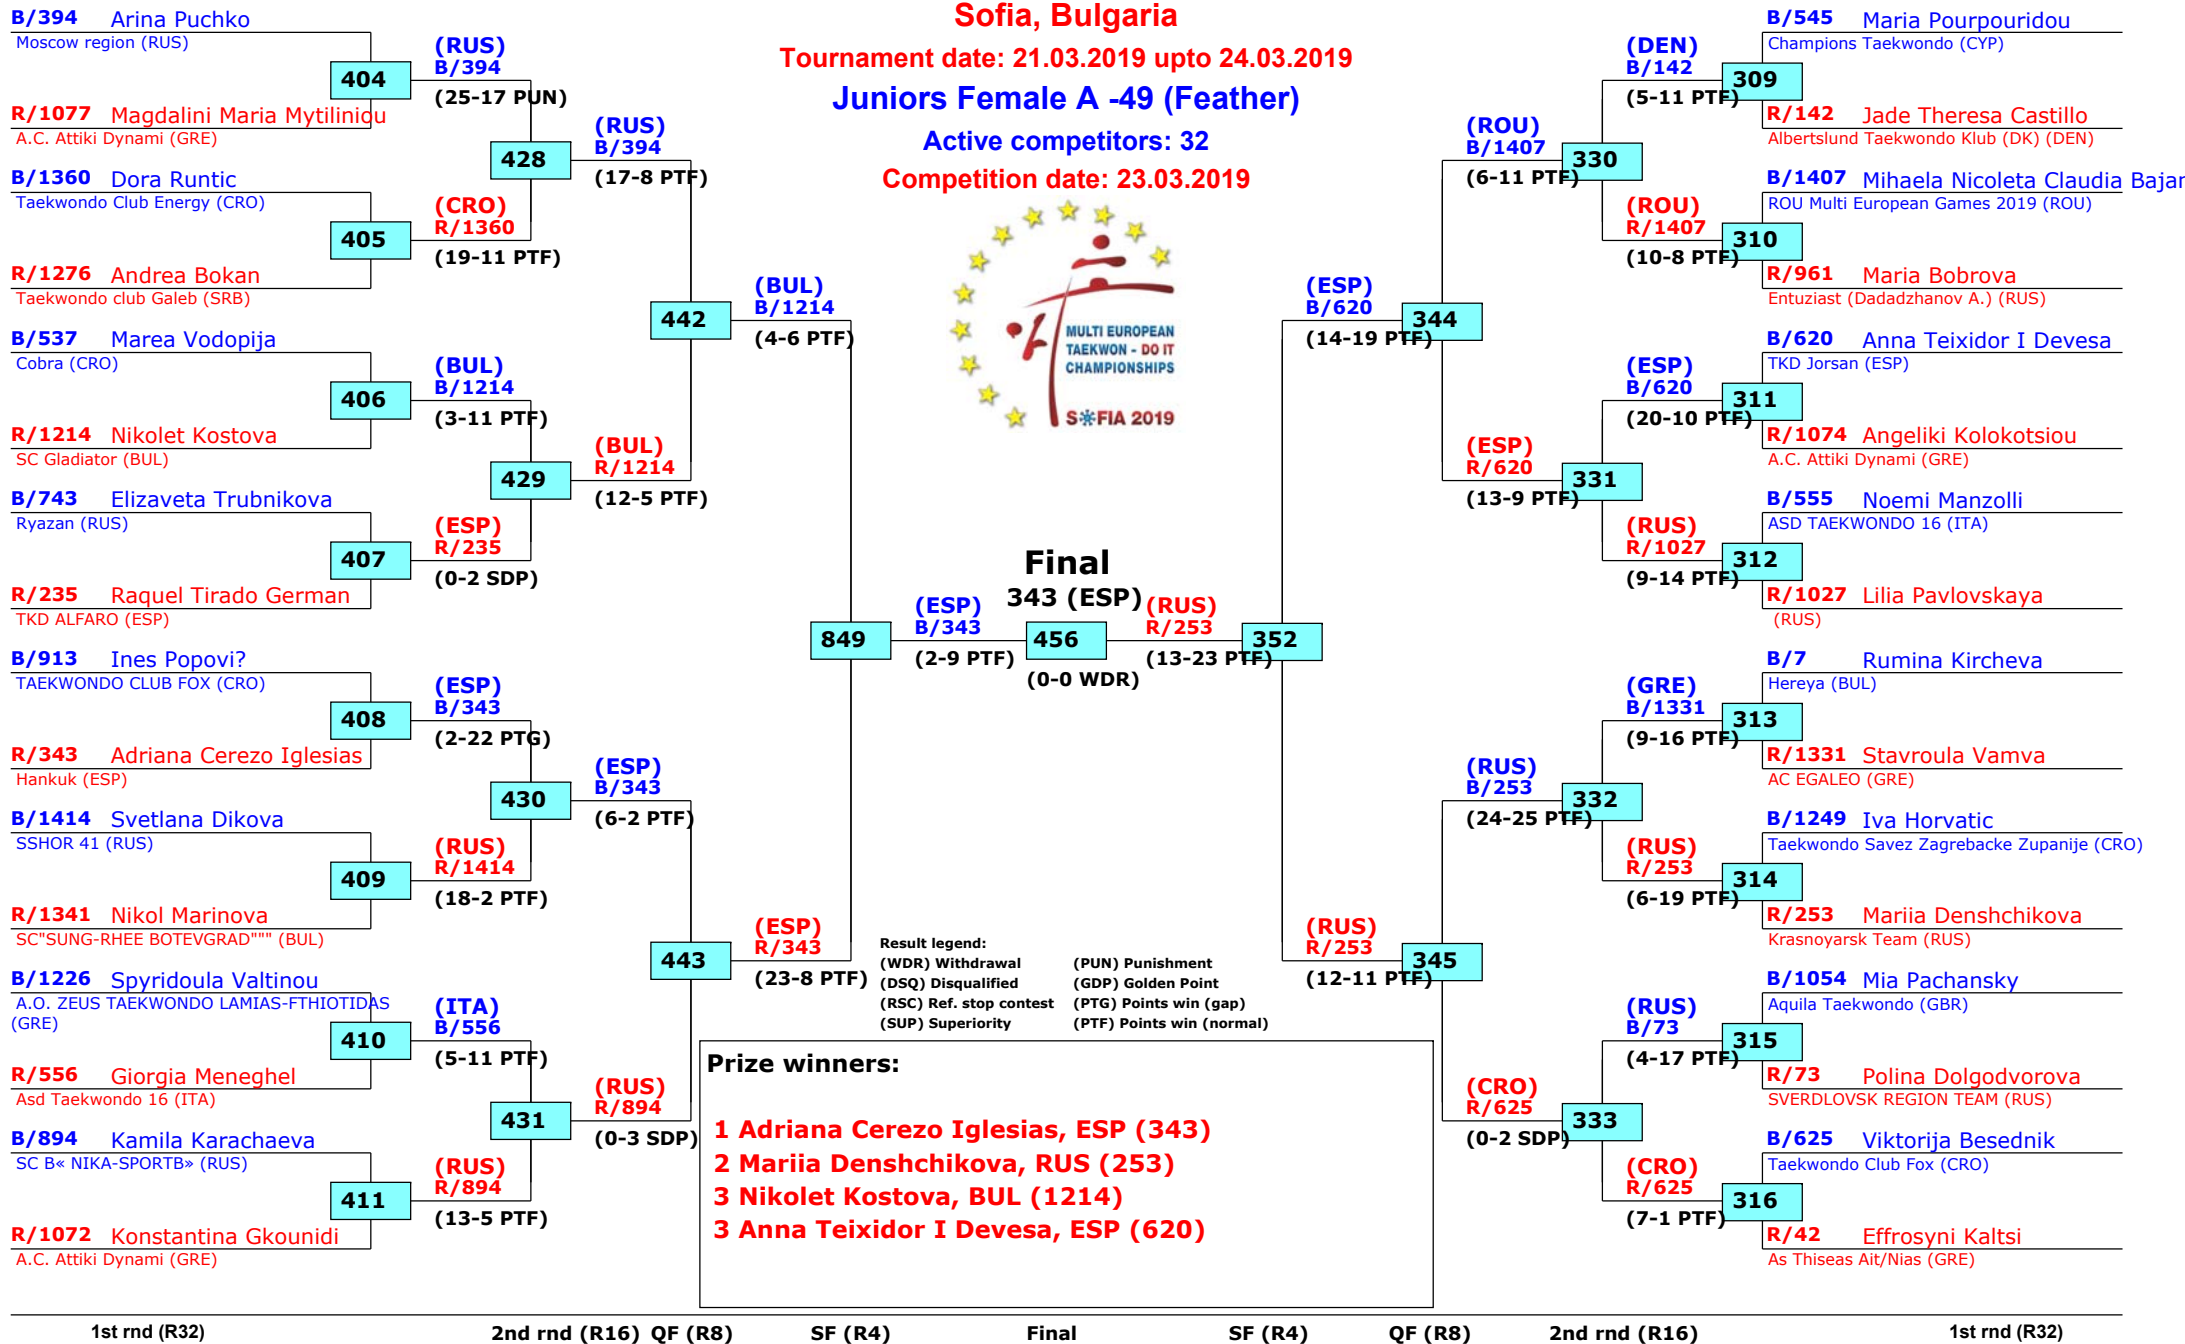 Sofia, Bulgaria
Tournament date: 21.03.2019 upto 24.03.2019
Juniors Female A -49 (Feather)
Active competitors: 32
Competition date: 23.03.2019
MULTI EUROPEAN
TAEKWON - DO IT
CHAMPIONSHIPS
SOFIA 2019
B/394 Arina Puchko
Moscow region (RUS)
404
R/1077 Magdalini Maria Mytiliniou
A.C. Attiki Dynami (GRE)
B/1360 Dora Runtic
Taekwondo Club Energy (CRO)
405
R/1276 Andrea Bokan
Taekwondo club Galeb (SRB)
B/537 Marea Vodopija
Cobra (CRO)
406
R/1214 Nikolet Kostova
SC Gladiator (BUL)
B/743 Elizaveta Trubnikova
Ryazan (RUS)
407
R/235 Raquel Tirado German
TKD ALFARO (ESP)
B/913 Ines Popovi?
TAEKWONDO CLUB FOX (CRO)
408
R/343 Adriana Cerezo Iglesias
Hankuk (ESP)
B/1414 Svetlana Dikova
SSHOR 41 (RUS)
409
R/1341 Nikol Marinova
SC"SUNG-RHEE BOTEVGRAD""" (BUL)
B/1226 Spyridoula Valtinou
A.O. ZEUS TAEKWONDO LAMIAS-FTHIOTIDAS
(GRE)
410
R/556 Giorgia Meneghel
Asd Taekwondo 16 (ITA)
B/894 Kamila Karachaeva
SC B« NIKA-SPORTB» (RUS)
411
R/1072 Konstantina Gkounidi
A.C. Attiki Dynami (GRE)
(RUS)
B/394
(25-17 PUN)
428
(CRO)
R/1360
(19-11 PTF)
(BUL)
B/1214
(3-11 PTF)
429
(ESP)
R/235
(0-2 SDP)
(ESP)
B/343
(2-22 PTG)
430
(RUS)
R/1414
(18-2 PTF)
(ITA)
B/556
(5-11 PTF)
431
(RUS)
R/894
(13-5 PTF)
(RUS)
B/394
(17-8 PTF)
442
(BUL)
R/1214
(12-5 PTF)
(ESP)
B/343
(6-2 PTF)
443
(RUS)
R/894
(0-3 SDP)
(BUL)
B/1214
(4-6 PTF)
849
(ESP)
R/343
(23-8 PTF)
(ESP)
B/343
(2-9 PTF)
Final
343 (ESP)
456
(0-0 WDR)
(RUS)
R/253
(13-23 PTF)
352
(ESP)
B/620
(14-19 PTF)
344
(RUS)
R/253
(12-11 PTF)
345
(ROU)
B/1407
(6-11 PTF)
330
(ESP)
R/620
(13-9 PTF)
331
(RUS)
B/253
(24-25 PTF)
332
(CRO)
R/625
(0-2 SDP)
333
(DEN)
B/142
(5-11 PTF)
309
(ROU)
R/1407
(10-8 PTF)
310
(ESP)
B/620
(20-10 PTF)
311
(RUS)
R/1027
(9-14 PTF)
312
(GRE)
B/1331
(9-16 PTF)
313
(RUS)
R/253
(6-19 PTF)
314
(RUS)
B/73
(4-17 PTF)
315
(CRO)
R/625
(7-1 PTF)
316
B/545 Maria Pourpouridou
Champions Taekwondo (CYP)
R/142 Jade Theresa Castillo
Albertslund Taekwondo Klub (DK) (DEN)
B/1407 Mihaela Nicoleta Claudia Bajan
ROU Multi European Games 2019 (ROU)
R/961 Maria Bobrova
Entuziast (Dadadzhanov A.) (RUS)
B/620 Anna Teixidor I Devesa
TKD Jorsan (ESP)
R/1074 Angeliki Kolokotsiou
A.C. Attiki Dynami (GRE)
B/555 Noemi Manzolli
ASD TAEKWONDO 16 (ITA)
R/1027 Lilia Pavlovskaya
(RUS)
B/7 Rumina Kircheva
Hereya (BUL)
R/1331 Stavroula Vamva
AC EGALEO (GRE)
B/1249 Iva Horvatic
Taekwondo Savez Zagrebacke Zupanije (CRO)
R/253 Mariia Denshchikova
Krasnoyarsk Team (RUS)
B/1054 Mia Pachansky
Aquila Taekwondo (GBR)
R/73 Polina Dolgodvorova
SVERDLOVSK REGION TEAM (RUS)
B/625 Viktorija Besednik
Taekwondo Club Fox (CRO)
R/42 Effrosyni Kaltsi
As Thiseas Ait/Nias (GRE)
Result legend:
(WDR) Withdrawal (PUN) Punishment
(DSQ) Disqualified (GDP) Golden Point
(RSC) Ref. stop contest (PTG) Points win (gap)
(SUP) Superiority (PTF) Points win (normal)
Prize winners:
1 Adriana Cerezo Iglesias, ESP (343)
2 Mariia Denshchikova, RUS (253)
3 Nikolet Kostova, BUL (1214)
3 Anna Teixidor I Devesa, ESP (620)
1st rnd (R32) 2nd rnd (R16) QF (R8) SF (R4) Final SF (R4) QF (R8) 2nd rnd (R16) 1st rnd (R32)